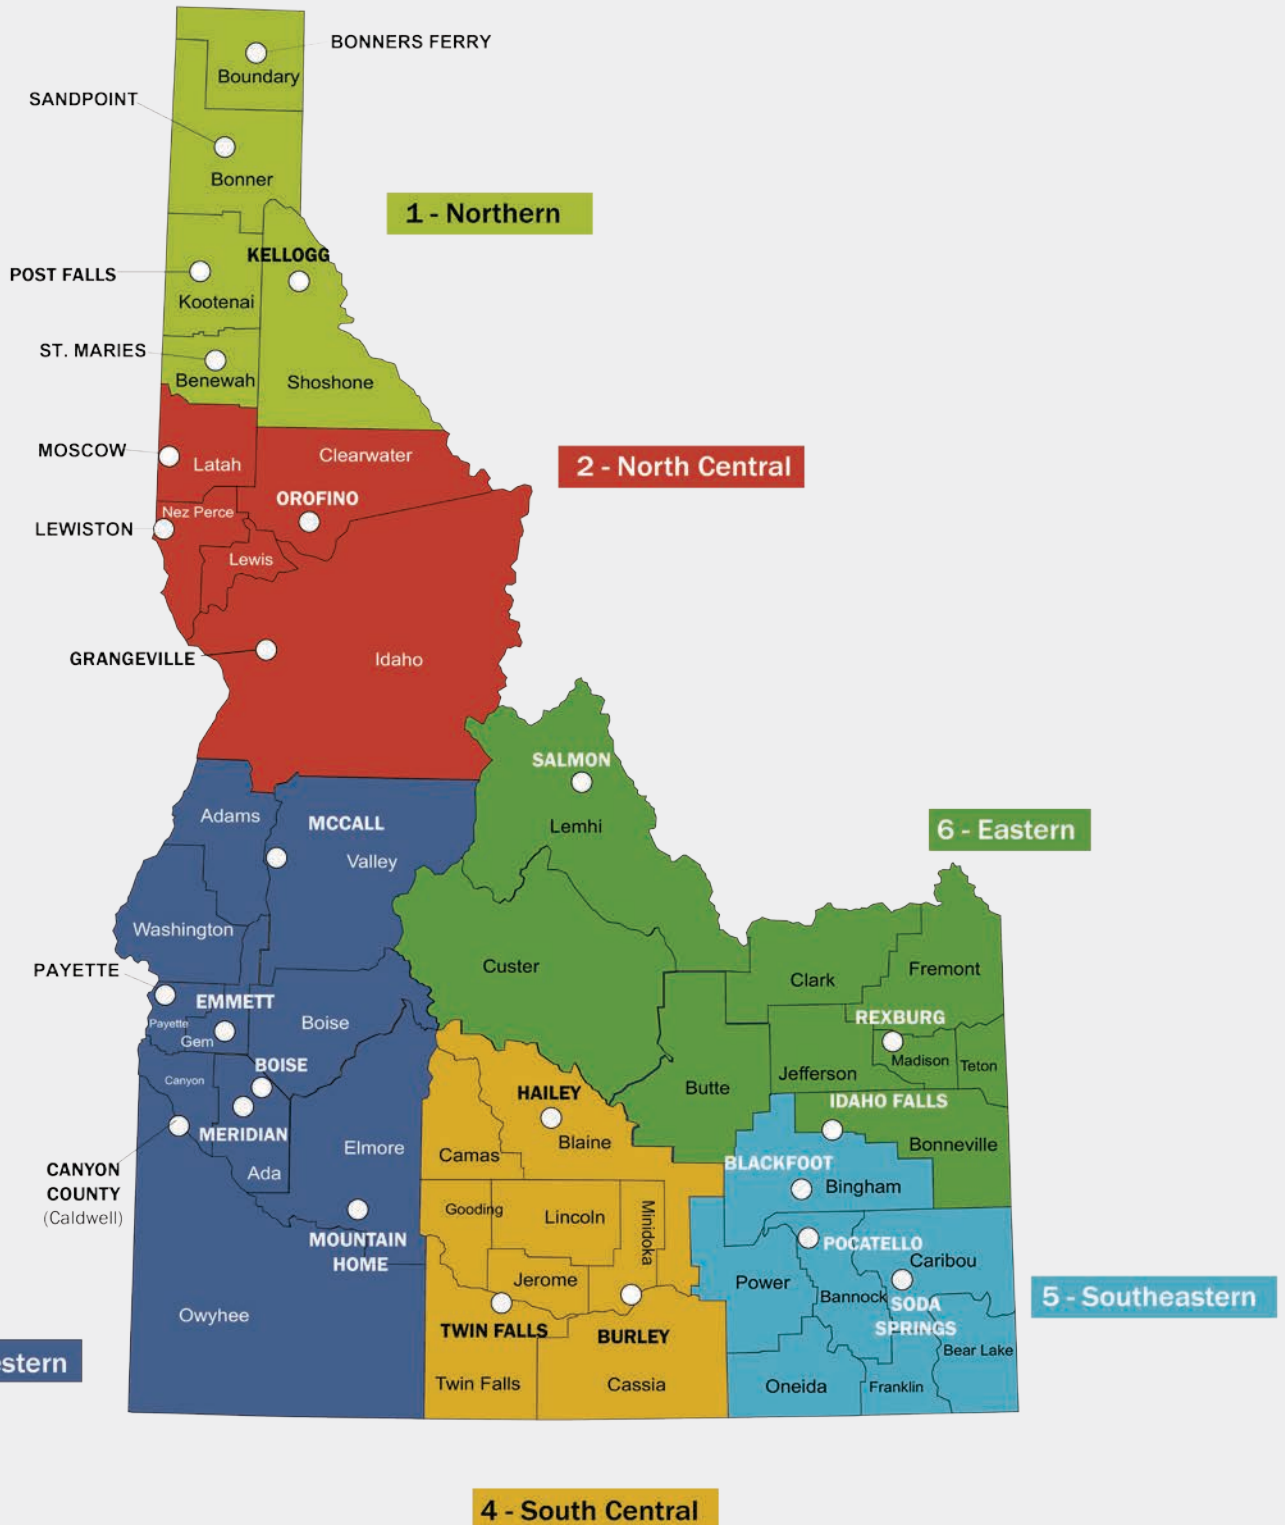 BONNERS FERRY
Boundary
SANDPOINT
Bonner
1 - Northern
KELLOGG
POST FALLS
Kootenai
ST. MARIES
Benewah
Shoshone
MOSCOW
Latah
Clearwater
2 - North Central
OROFINO
Nez Perce
LEWISTON
Lewis
GRANGEVILLE
Idaho
SALMON
Lemhi
Adams
MCCALL
Valley
6 - Eastern
Washington
Custer
PAYETTE
EMMETT
Payette
Gem
Boise
Clark
Fremont
REXBURG
Madison
Teton
Jefferson
Butte
BOISE
Canyon
HAILEY
Blaine
IDAHO FALLS
Bonneville
MERIDIAN
Ada
Elmore
Camas
BLACKFOOT
Bingham
CANYON
COUNTY
(Caldwell)
MOUNTAIN
HOME
Gooding
Lincoln
Minidoka
Jerome
POCATELLO
Caribou
Power
Bannock
SODA
SPRINGS
5 - Southeastern
Owyhee
TWIN FALLS
BURLEY
Bear Lake
stern
Twin Falls
Cassia
Oneida
Franklin
4 - South Central